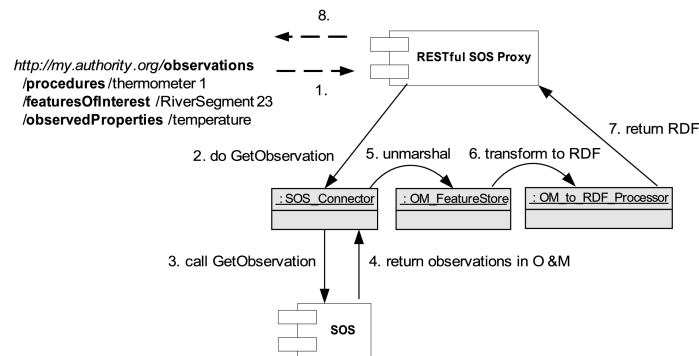 8.
RESTful SOS Proxy
http://my.authority.org/observations
/procedures /thermometer 1
/featuresOfInterest /RiverSegment 23
/observedProperties /temperature
1.
7. return RDF
2. do GetObservation
5. unmarshal
6. transform to RDF
: SOS_Connector
: OM_FeatureStore
: OM_to_RDF_Processor
3. call GetObservation
4. return observations in O &M
SOS